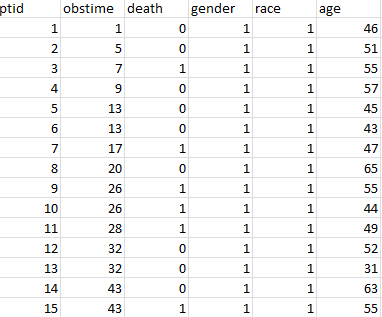 ptid obstime death gender race age
1 1 0 1 1 46
2 5 0 1 1 51
3 7 1 1 1 55
4 9 0 1 1 57
5 13 0 1 1 45
6 13 0 1 1 43
7 17 1 1 1 47
8 20 0 1 1 65
9 26 1 1 1 55
10 26 1 1 1 44
11 28 1 1 1 49
12 32 0 1 1 52
13 32 0 1 1 31
14 43 0 1 1 63
15 43 1 1 1 55